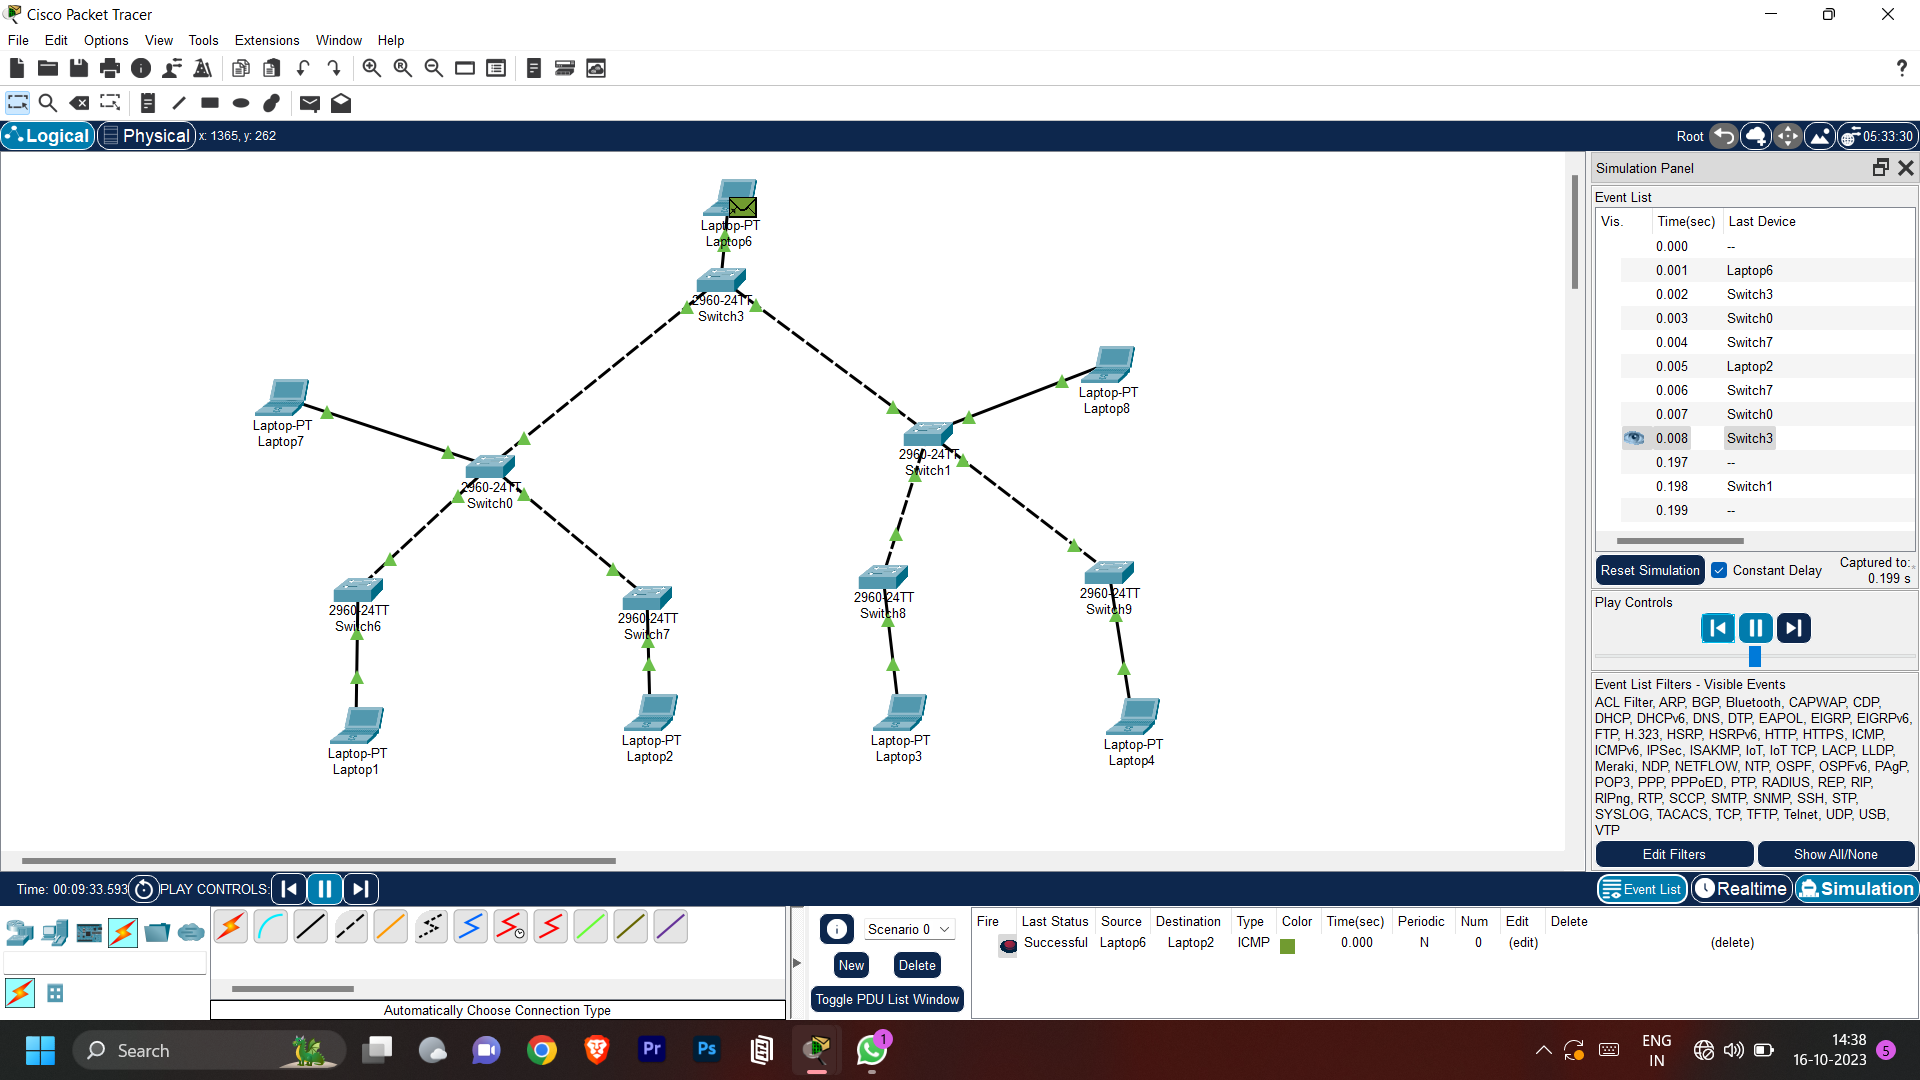 Cisco Packet Tracer
File Edit Options View Tools Extensions Window Help
?
Logical Physical x: 1365, y: 262
Root 05:33:30
Laptop-PT
Laptop6
2960-24TT
Switch3
Laptop-PT
Laptop8
Laptop-PT
Laptop7
2960-24TT
Switch1
2960-24TT
Switch0
2960-24TT
Switch6
2960-24TT
Switch7
2960-24TT
Switch8
2960-24TT
Switch9
Laptop-PT
Laptop1
Laptop-PT
Laptop2
Laptop-PT
Laptop3
Laptop-PT
Laptop4
Simulation Panel
Event List
Vis. Time(sec) Last Device
0.000 --
0.001 Laptop6
0.002 Switch3
0.003 Switch0
0.004 Switch7
0.005 Laptop2
0.006 Switch7
0.007 Switch0
0.008 Switch3
0.197 --
0.198 Switch1
0.199 --
Reset Simulation Constant Delay Captured to:
0.199 s
Play Controls
Event List Filters - Visible Events
ACL Filter, ARP, BGP, Bluetooth, CAPWAP, CDP,
DHCP, DHCPv6, DNS, DTP, EAPOL, EIGRP, EIGRPv6,
FTP, H.323, HSRP, HSRPv6, HTTP, HTTPS, ICMP,
ICMPv6, IPSec, ISAKMP, IoT, IoT TCP, LACP, LLDP,
Meraki, NDP, NETFLOW, NTP, OSPF, OSPFv6, PAgP,
POP3, PPP, PPPoED, PTP, RADIUS, REP, RIP,
RIPng, RTP, SCCP, SMTP, SNMP, SSH, STP,
SYSLOG, TACACS, TCP, TFTP, Telnet, UDP, USB,
VTP
Edit Filters Show All/None
Time: 00:09:33.593 PLAY CONTROLS:
Event List Realtime Simulation
Automatically Choose Connection Type
Scenario 0
New Delete
Toggle PDU List Window
Fire Last Status Source Destination Type Color Time(sec) Periodic Num Edit Delete
Successful Laptop6 Laptop2 ICMP 0.000 N 0 (edit) (delete)
Search
Pr
Ps
1
ENG
IN
14:38
16-10-2023
5